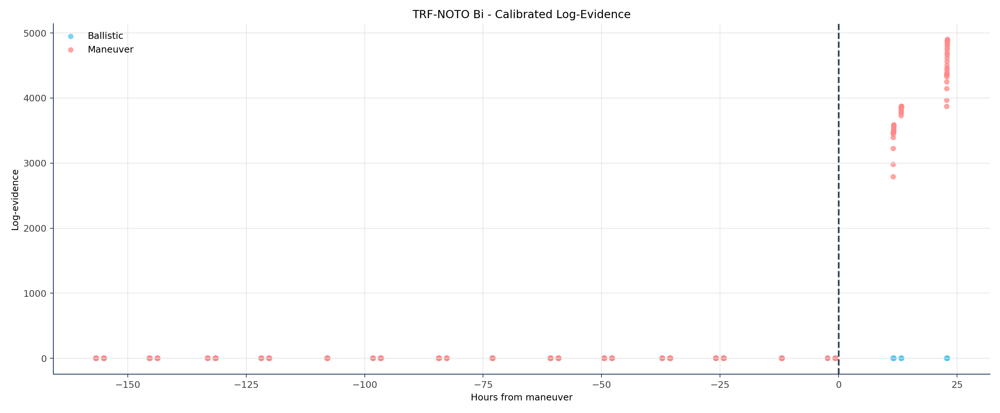 TRF-NOTO Bi - Calibrated Log-Evidence
Ballistic
Maneuver
Log-evidence
5000
4000
3000
2000
1000
0
−150
−125
−100
−75
−50
−25
0
25
Hours from maneuver